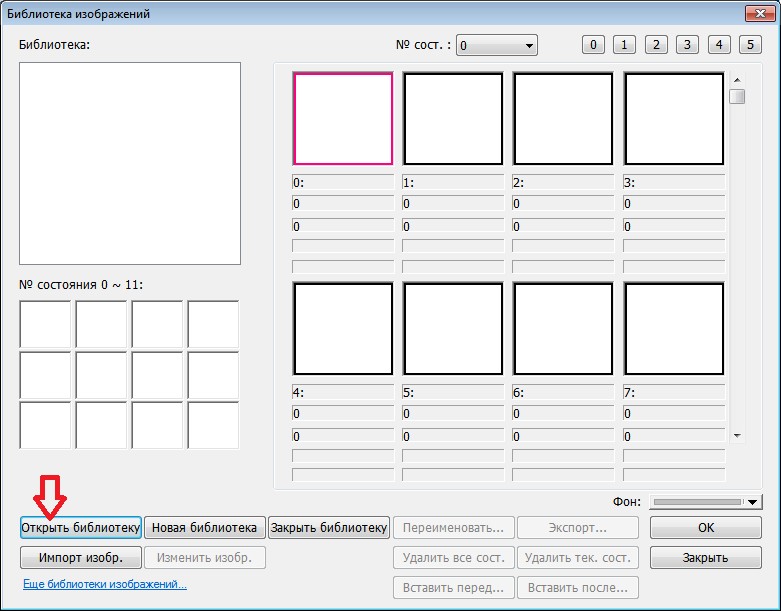 Библиотека изображений
Библиотека: № сост. : 0 0 1 2 3 4 5
0: 1: 2: 3:
0 0 0 0
0 0 0 0
№ состояния 0 ~ 11:
4: 5: 6: 7:
0 0 0 0
0 0 0 0
Фон:
Открыть библиотеку Новая библиотека Закрыть библиотеку Переименовать... Экспорт... OK
Импорт изобр. Изменить изобр. Удалить все сост. Удалить тек. сост. Закрыть
Еще библиотеки изображений... Вставить перед... Вставить после...